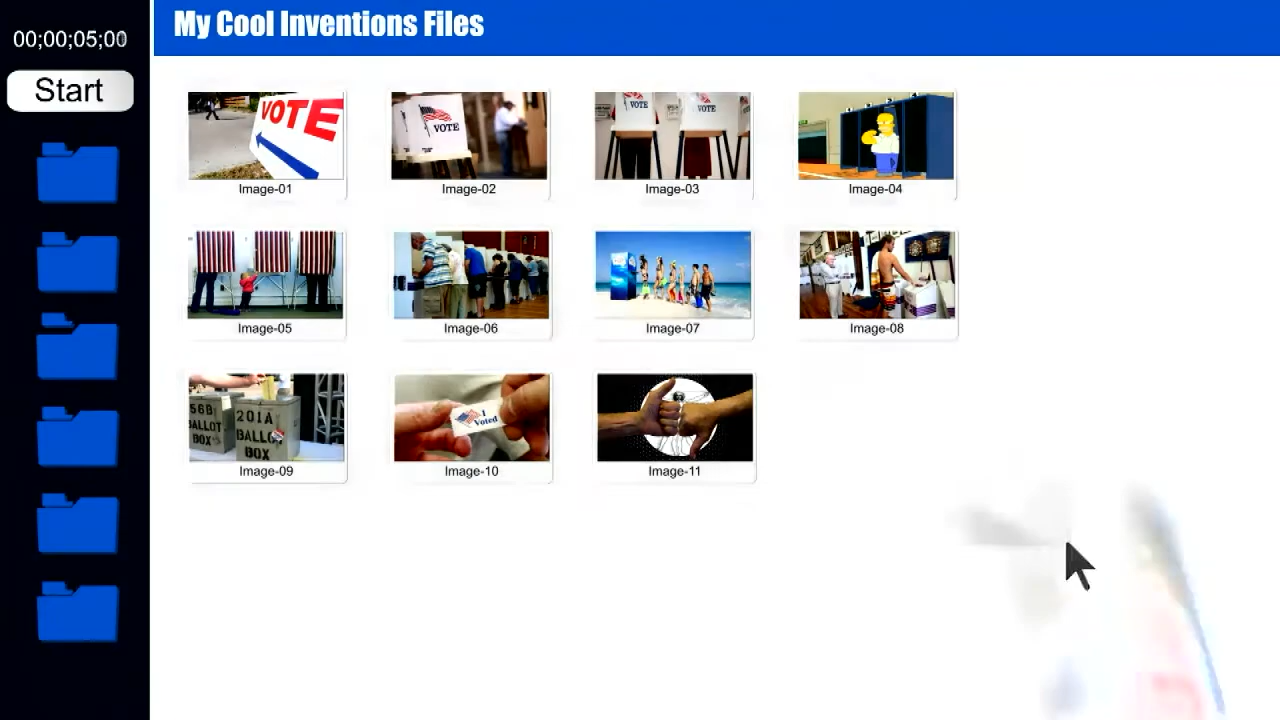 My Cool Inventions Files
00;00;05;00
Start
VOTE
VOTE
VOTE
VOTE
Image-01
Image-02
Image-03
Image-04
Image-05
Image-06
Image-07
Image-08
56B
BALLOT
BOX
201A
BALLOT
BOX
I
Voted
Image-09
Image-10
Image-11